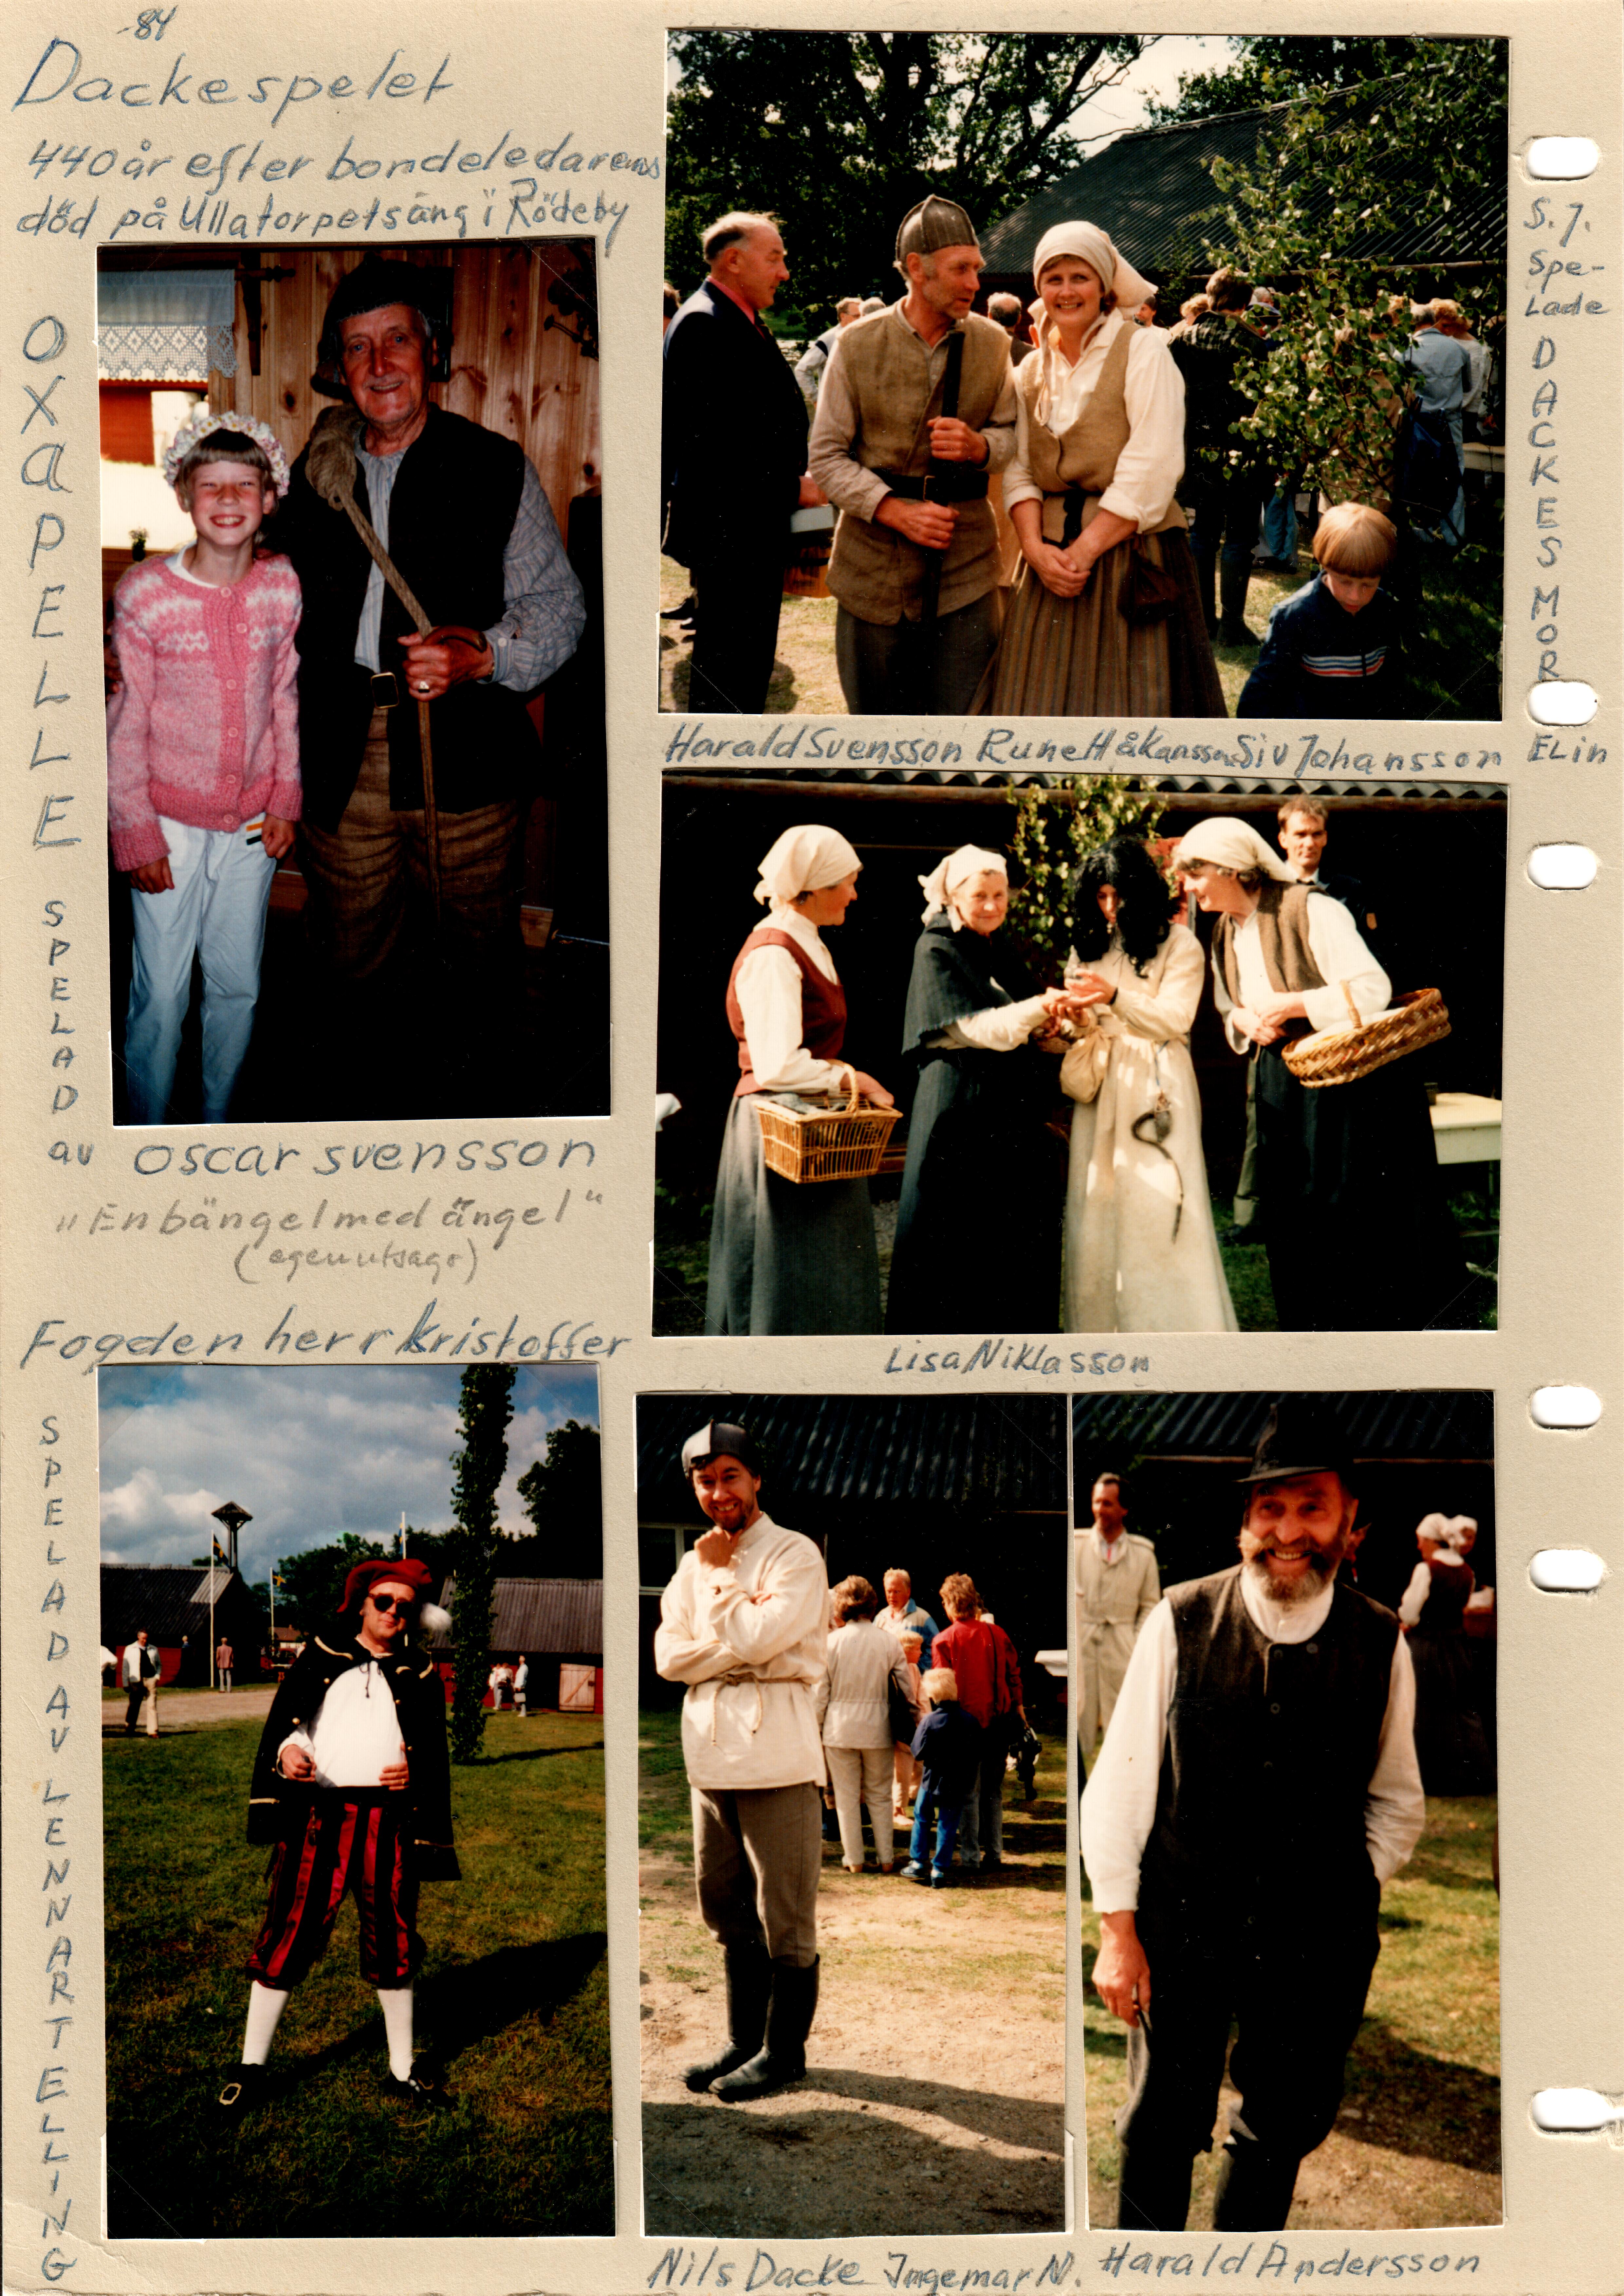 -84
Dackespelet
440 år efter bondeledarens
död på Ullatorpetsäng i Rödeby
OXAPELLE SPELAD av
Oscar Svensson
"En bängel med ängel"
(egen utsago)
Harald Svensson Rune Håkansson Siv Johansson
S.J. Spe-
lade
DACKES MOR
ELin
Lisa Niklasson
Fogden herr Kristoffer
SPELAD AV LENNART ELLING
Nils Dacke Ingemar N.
Harald Andersson